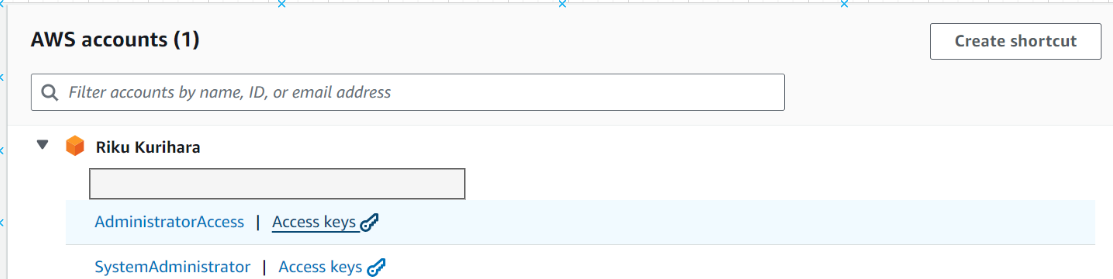 AWS accounts (1)
Create shortcut
Filter accounts by name, ID, or email address
Riku Kurihara
AdministratorAccess | Access keys
SystemAdministrator | Access keys